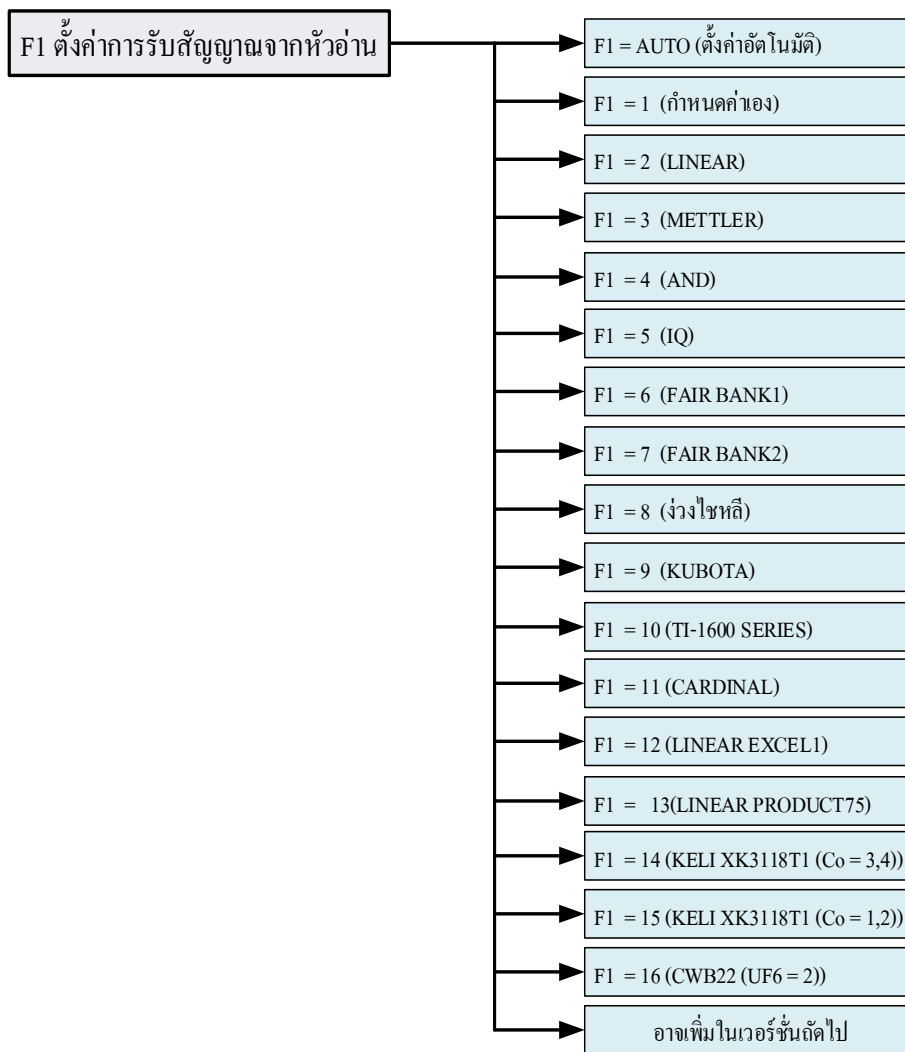 F1 ตั้งค่าการรับสัญญาณจากหัวอ่าน
F1 = AUTO (ตั้งค่าอัตโนมัติ)
F1 = 1 (กำหนดค่าเอง)
F1 = 2 (LINEAR)
F1 = 3 (METTLER)
F1 = 4 (AND)
F1 = 5 (IQ)
F1 = 6 (FAIR BANK1)
F1 = 7 (FAIR BANK2)
F1 = 8 (ง่วงไชหลี)
F1 = 9 (KUBOTA)
F1 = 10 (TI-1600 SERIES)
F1 = 11 (CARDINAL)
F1 = 12 (LINEAR EXCEL1)
F1 = 13(LINEAR PRODUCT75)
F1 = 14 (KELI XK3118T1 (Co = 3,4))
F1 = 15 (KELI XK3118T1 (Co = 1,2))
F1 = 16 (CWB22 (UF6 = 2))
อาจเพิ่มในเวอร์ชั่นถัดไป